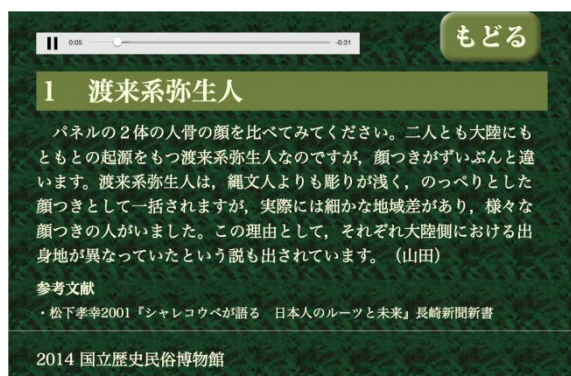 0:05
-0:31
もどる
1 渡来系弥生人
パネルの2体の人骨の顔を比べてみてください。二人とも大陸にも
ともとの起源をもつ渡来系弥生人なのですが，顔つきがずいぶんと違
います。渡来系弥生人は，縄文人よりも彫りが浅く，のっぺりとした
顔つきとして一括されますが，実際には細かな地域差があり，様々な
顔つきの人がいました。この理由として，それぞれ大陸側における出
身地が異なっていたという説も出されています。（山田）
参考文献
・松下孝幸2001『シャレコウベが語る　日本人のルーツと未来』長崎新聞新書
2014 国立歴史民俗博物館